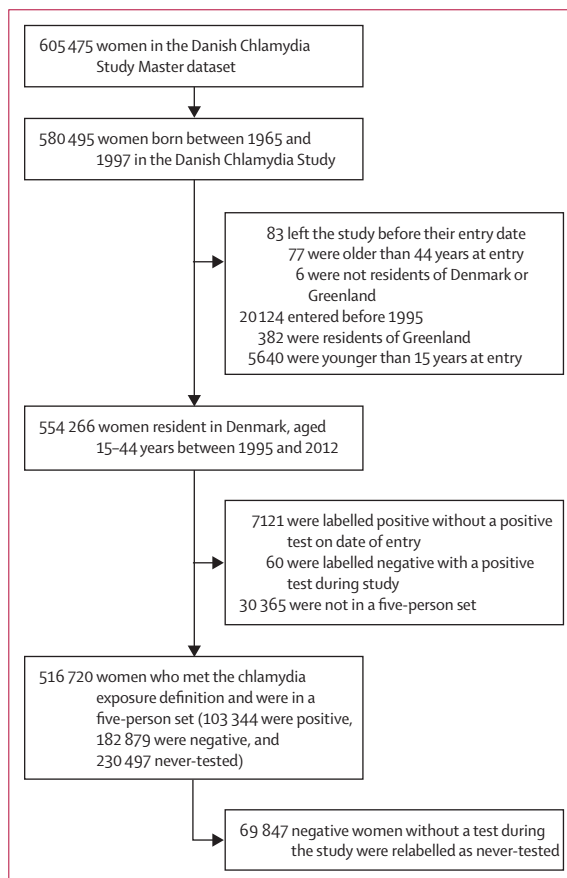 605 475 women in the Danish Chlamydia
Study Master dataset
580 495 women born between 1965 and
1997 in the Danish Chlamydia Study
83 left the study before their entry date
77 were older than 44 years at entry
6 were not residents of Denmark or
Greenland
20 124 entered before 1995
382 were residents of Greenland
5640 were younger than 15 years at entry
554 266 women resident in Denmark, aged
15–44 years between 1995 and 2012
7121 were labelled positive without a positive
test on date of entry
60 were labelled negative with a positive
test during study
30 365 were not in a five-person set
516 720 women who met the chlamydia
exposure definition and were in a
five-person set (103 344 were positive,
182 879 were negative, and
230 497 never-tested)
69 847 negative women without a test during
the study were relabelled as never-tested